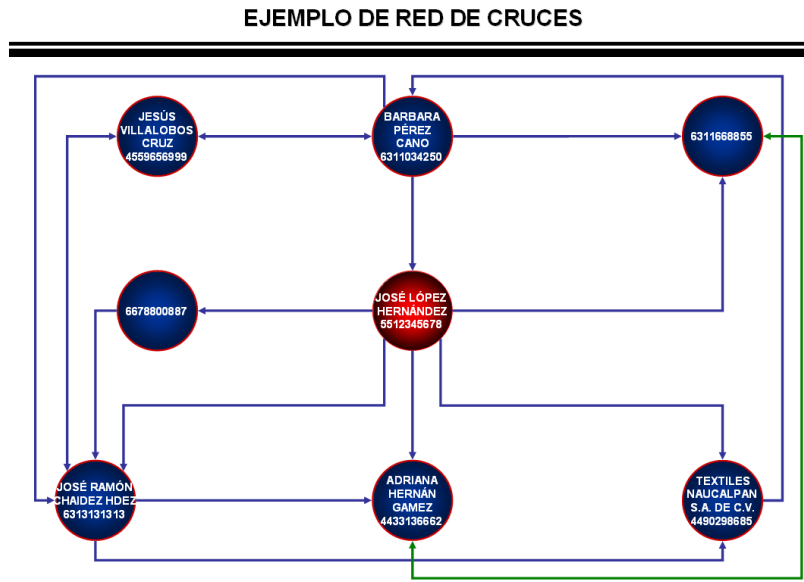 EJEMPLO DE RED DE CRUCES
JESÚS
VILLALOBOS
CRUZ
4559656999
BARBARA
PÉREZ
CANO
6311034250
6311668855
6678800887
JOSÉ LÓPEZ
HERNÁNDEZ
5512345678
JOSÉ RAMÓN
CHAIDEZ HDEZ
6313131313
ADRIANA
HERNÁN
GAMEZ
4433136662
TEXTILES
NAUCALPAN
S.A. DE C.V.
4490298685